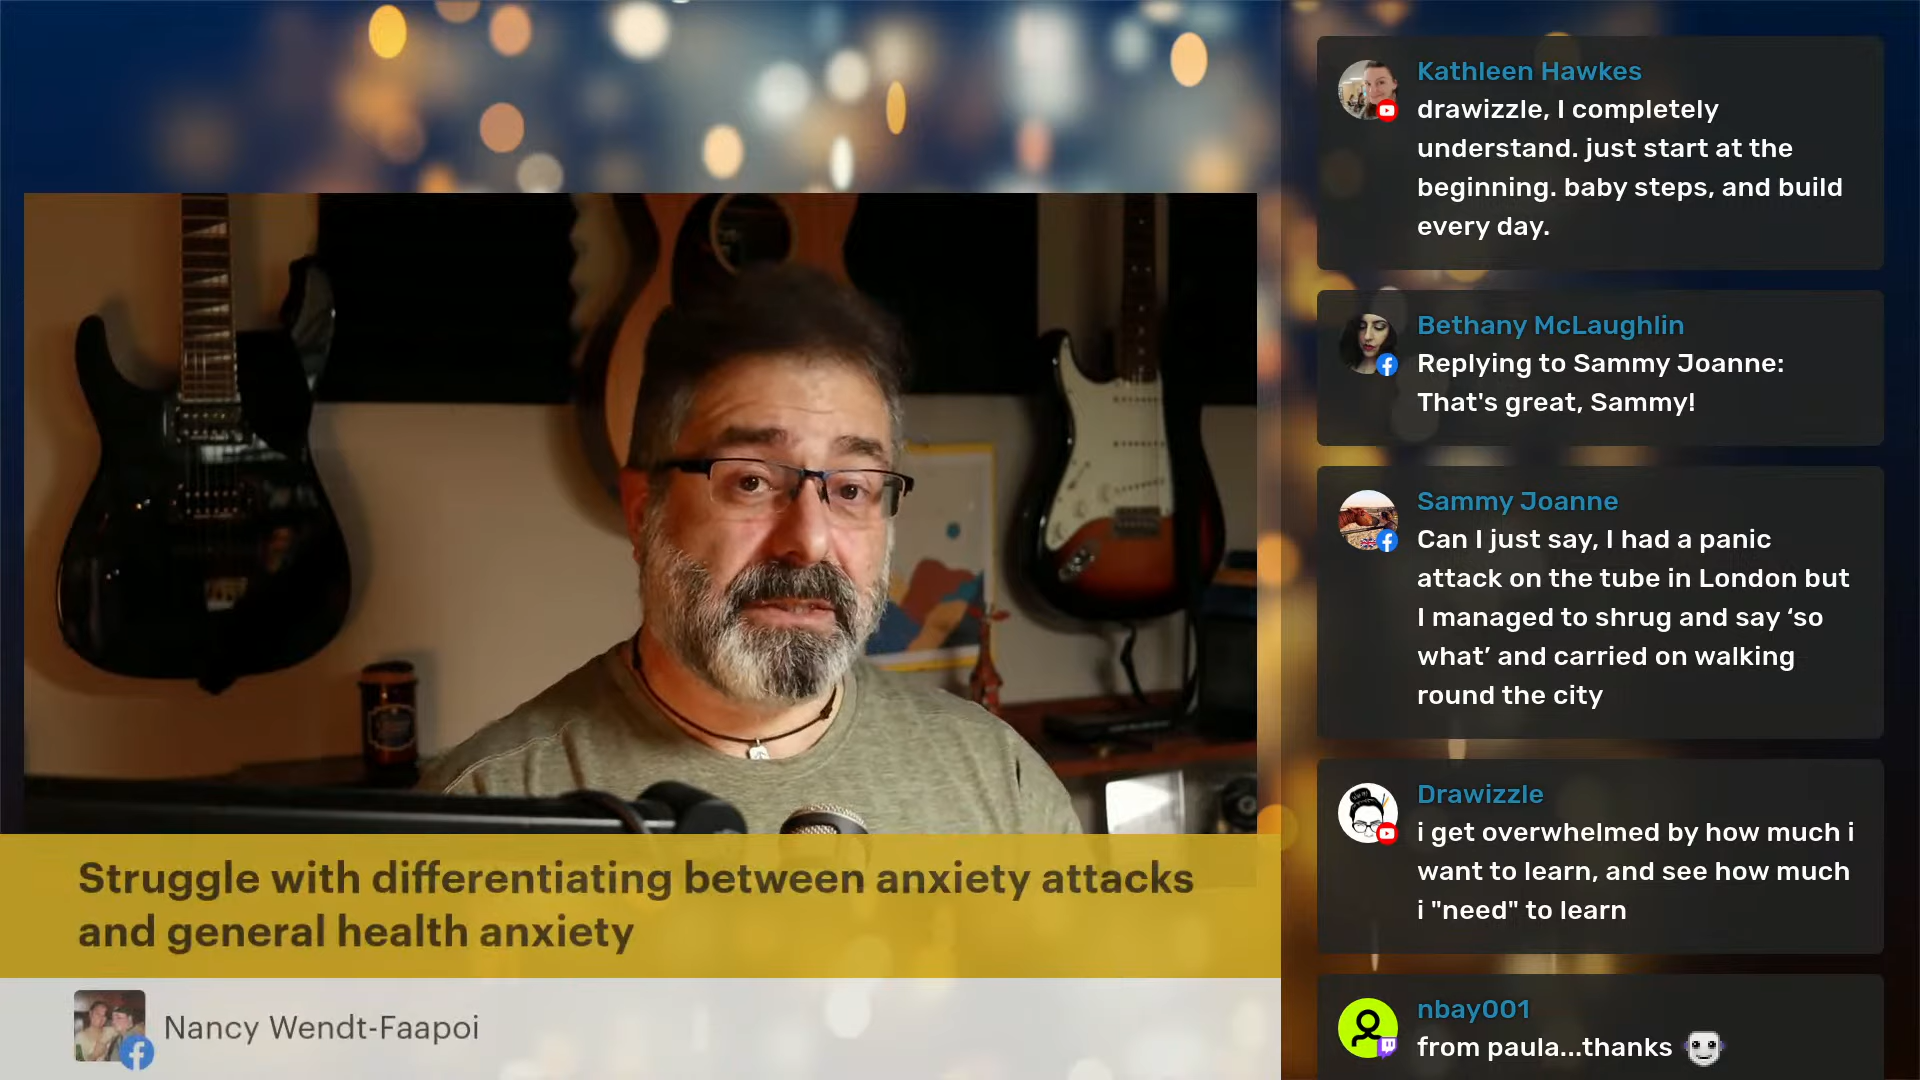 Struggle with differentiating between anxiety attacks
and general health anxiety
Nancy Wendt-Faapoi
Kathleen Hawkes
drawizzle, I completely
understand. just start at the
beginning. baby steps, and build
every day.
Bethany McLaughlin
Replying to Sammy Joanne:
That's great, Sammy!
Sammy Joanne
Can I just say, I had a panic
attack on the tube in London but
I managed to shrug and say ‘so
what’ and carried on walking
round the city
Drawizzle
i get overwhelmed by how much i
want to learn, and see how much
i "need" to learn
nbay001
from paula...thanks